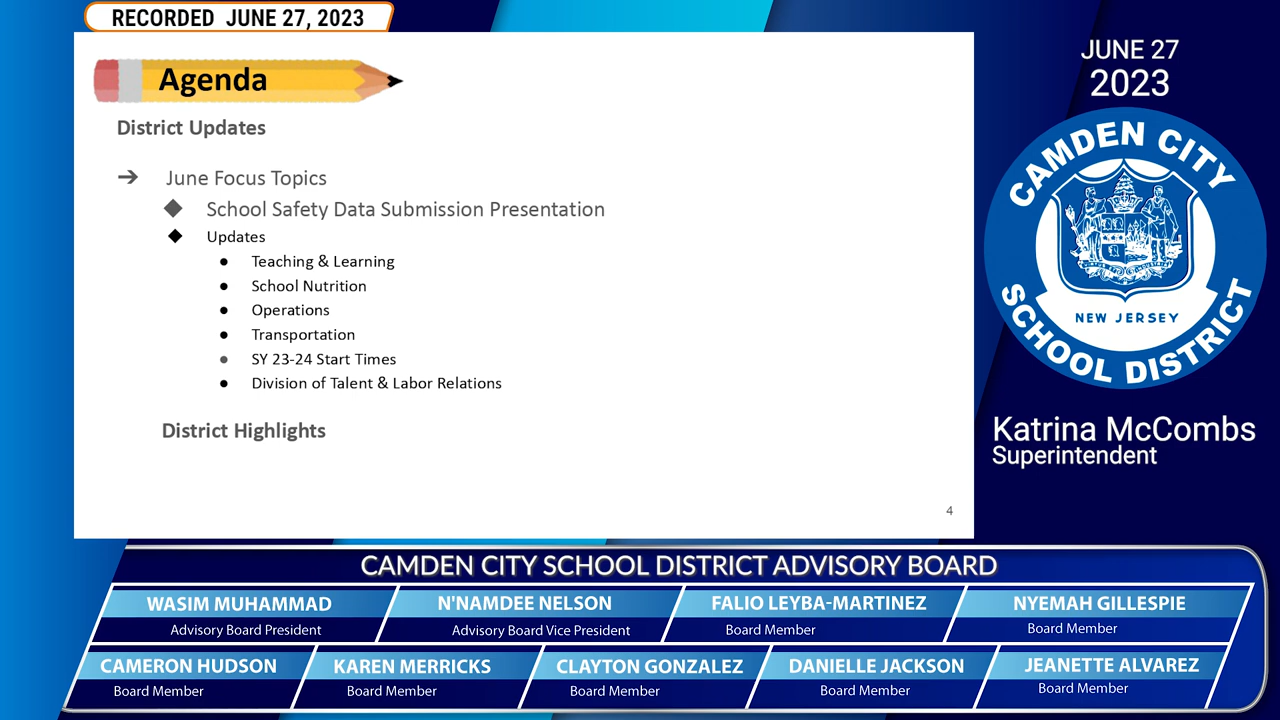 RECORDED JUNE 27, 2023
Agenda
District Updates
➔ June Focus Topics
◆ School Safety Data Submission Presentation
◆ Updates
● Teaching & Learning
● School Nutrition
● Operations
● Transportation
● SY 23-24 Start Times
● Division of Talent & Labor Relations
District Highlights
4
JUNE 27
2023
CAMDEN CITY
NEW JERSEY
SCHOOL DISTRICT
Katrina McCombs
Superintendent
CAMDEN CITY SCHOOL DISTRICT ADVISORY BOARD
WASIM MUHAMMAD N'NAMDEE NELSON FALIO LEYBA-MARTINEZ NYEMAH GILLESPIE
Advisory Board President Advisory Board Vice President Board Member Board Member
CAMERON HUDSON KAREN MERRICKS CLAYTON GONZALEZ DANIELLE JACKSON JEANETTE ALVAREZ
Board Member Board Member Board Member Board Member Board Member